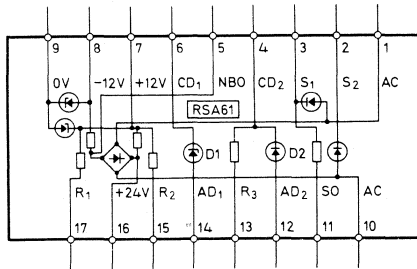 9 8 7 6 5 4 3 2 1
0V -12V +12V CD1 NBO CD2 S1 S2 AC
RSA61
D1 D2
R1 +24V R2 AD1 R3 AD2 SO AC
17 16 15 14 13 12 11 10